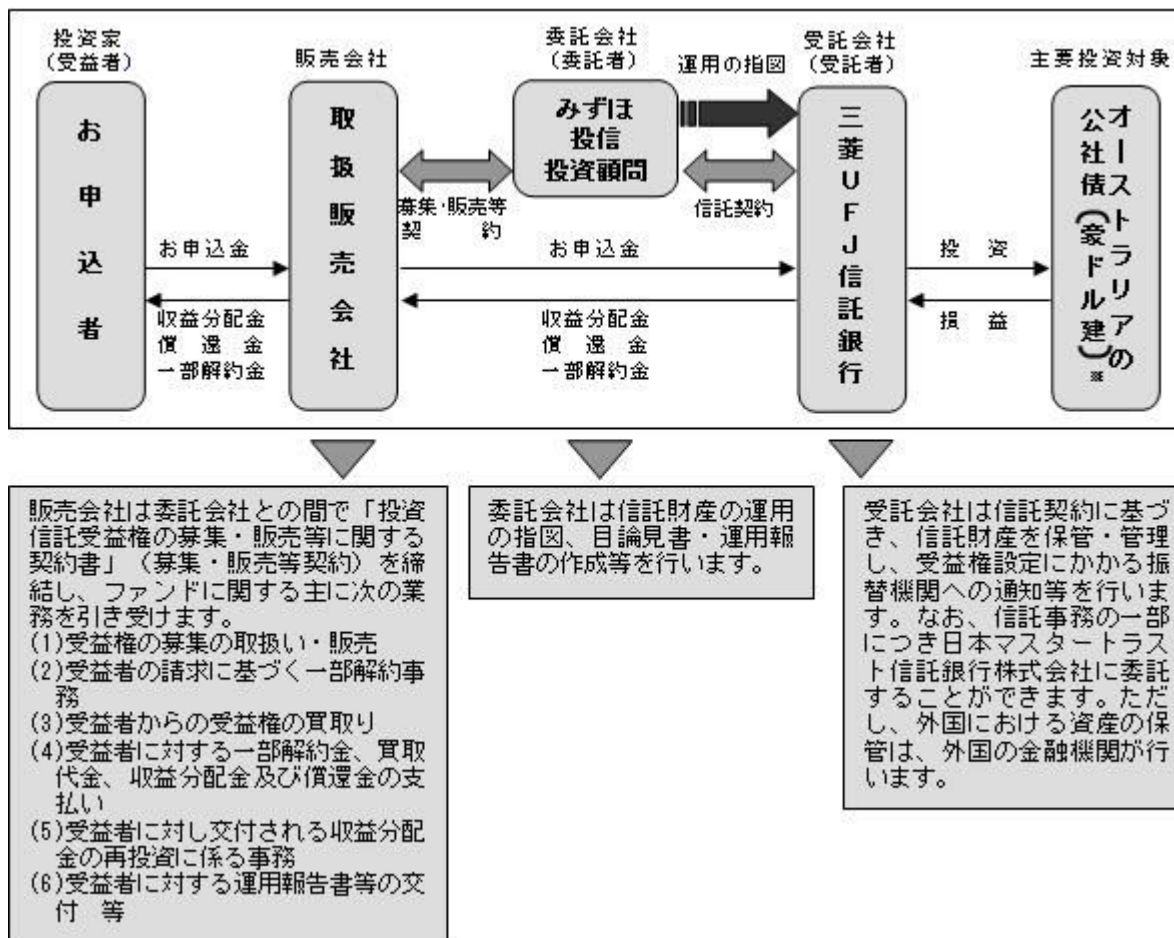 投資家
(受益者)
お申込者
販売会社
取扱販売会社
委託会社
(委託者)
みずほ
投信
投資顧問
運用の指図
受託会社
(受託者)
三菱UFJ信託銀行
主要投資対象
オーストラリアの
公社債(豪ドル建)※
募集・販売等
契約
信託契約
お申込金
収益分配金
償還金
一部解約金
お申込金
収益分配金
償還金
一部解約金
投資
損益
販売会社は委託会社との間で「投資
信託受益権の募集・販売等に関する
契約書」(募集・販売等契約)を締
結し、ファンドに関する主に次の業
務を引き受けます。
(1)受益権の募集の取扱い・販売
(2)受益者の請求に基づく一部解約事
務
(3)受益者からの受益権の買取り
(4)受益者に対する一部解約金、買取
代金、収益分配金及び償還金の支
払い
(5)受益者に対し交付される収益分配
金の再投資に係る事務
(6)受益者に対する運用報告書等の交
付 等
委託会社は信託財産の運用
の指図、目論見書・運用報
告書の作成等を行います。
受託会社は信託契約に基づ
き、信託財産を保管・管理
し、受益権設定にかかる振
替機関への通知等を行いま
す。なお、信託事務の一部
につき日本マスタートラス
ト信託銀行株式会社に委託
することができます。ただ
し、外国における資産の保
管は、外国の金融機関が行
います。